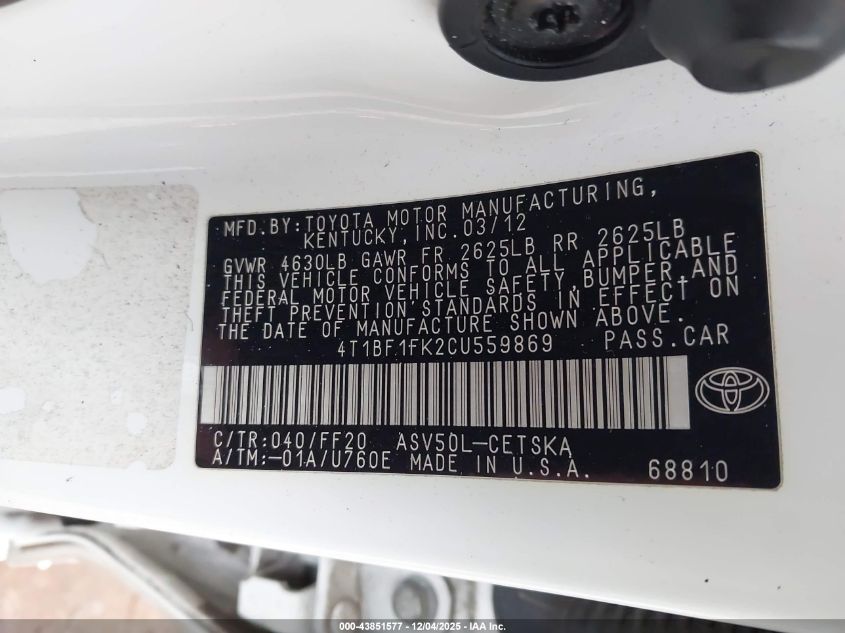 MFD.BY:TOYOTA MOTOR MANUFACTURING,
KENTUCKY, INC. 03/12
GVWR 4630LB GAWR FR 2625LB RR 2625LB
THIS VEHICLE CONFORMS TO ALL APPLICABLE
FEDERAL MOTOR VEHICLE SAFETY,BUMPER,AND
THEFT PREVENTION STANDARDS IN EFFECT ON
THE DATE OF MANUFACTURE SHOWN ABOVE.
4T1BF1FK2CU559869 PASS.CAR
C/TR:040/FF20 ASV50L-CETSKA
A/TM:-01A/U760E MADE IN U.S.A. 68810
000-43851577 - 12/04/2025 - IAA Inc.